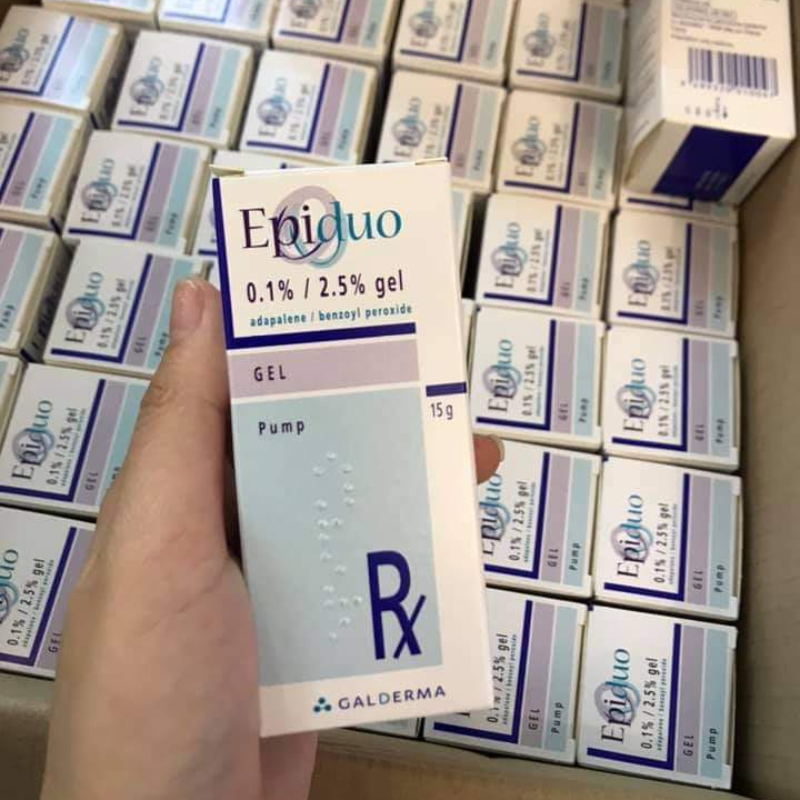 Epiduo
0.1% / 2.5% gel
adapalene / benzoyl peroxide
GEL
15g
Pump
Rx
GALDERMA